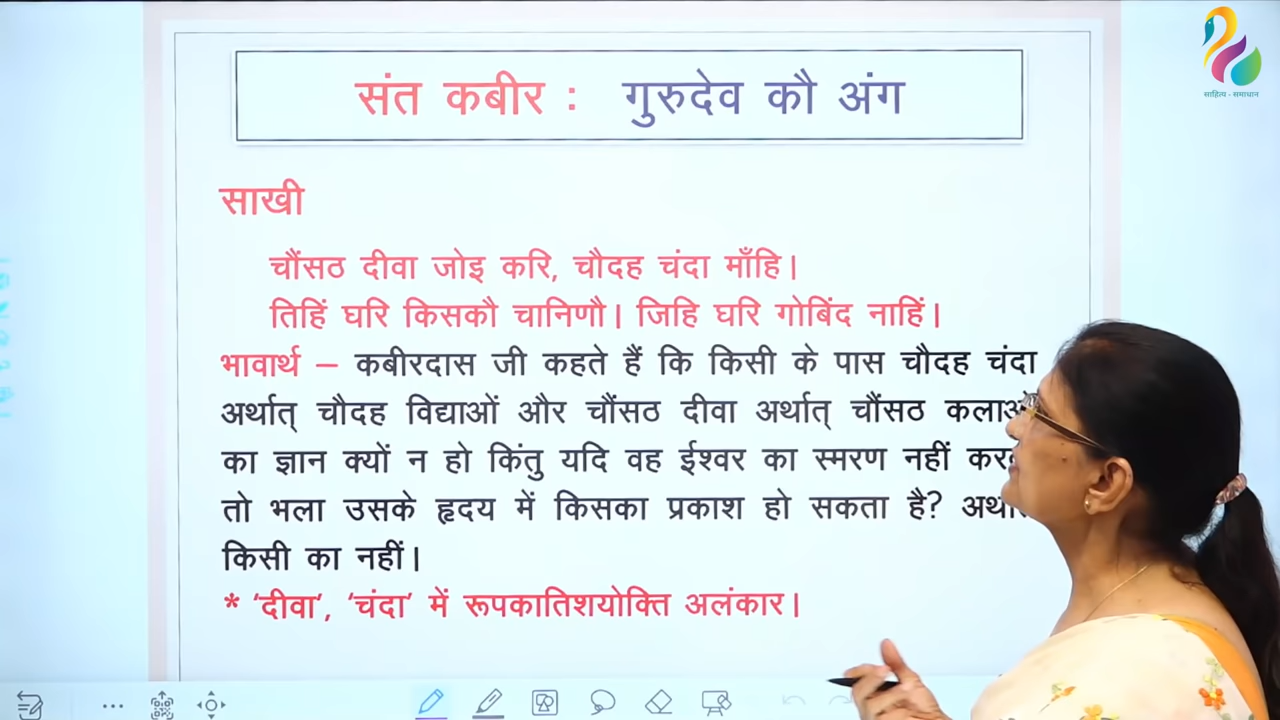 साहित्य - समाधान
संत कबीर : गुरुदेव कौ अंग
साखी
चौंसठ दीवा जोइ करि, चौदह चंदा माँहि।
तिहिं घरि किसकौ चानिणौ। जिहि घरि गोबिंद नाहिं।
भावार्थ – कबीरदास जी कहते हैं कि किसी के पास चौदह चंदा
अर्थात् चौदह विद्याओं और चौंसठ दीवा अर्थात् चौंसठ
का ज्ञान क्यों न हो किंतु यदि वह ईश्वर का स्मरण नहीं
तो भला उसके हृदय में किसका प्रकाश हो सकता है?
किसी का नहीं।
* 'दीवा', 'चंदा' में रूपकातिशयोक्ति अलंकार।